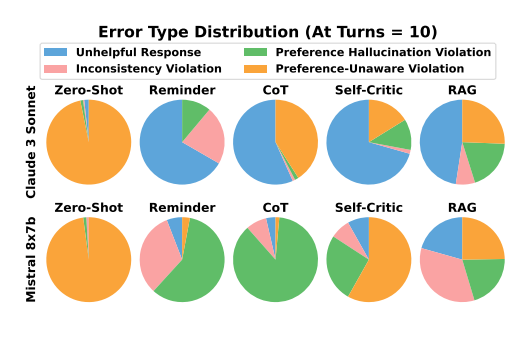 Error Type Distribution (At Turns = 10)
Unhelpful Response
Preference Hallucination Violation
Inconsistency Violation
Preference-Unaware Violation
Claude 3 Sonnet
Zero-Shot
Reminder
CoT
Self-Critic
RAG
Mistral 8x7b
Zero-Shot
Reminder
CoT
Self-Critic
RAG